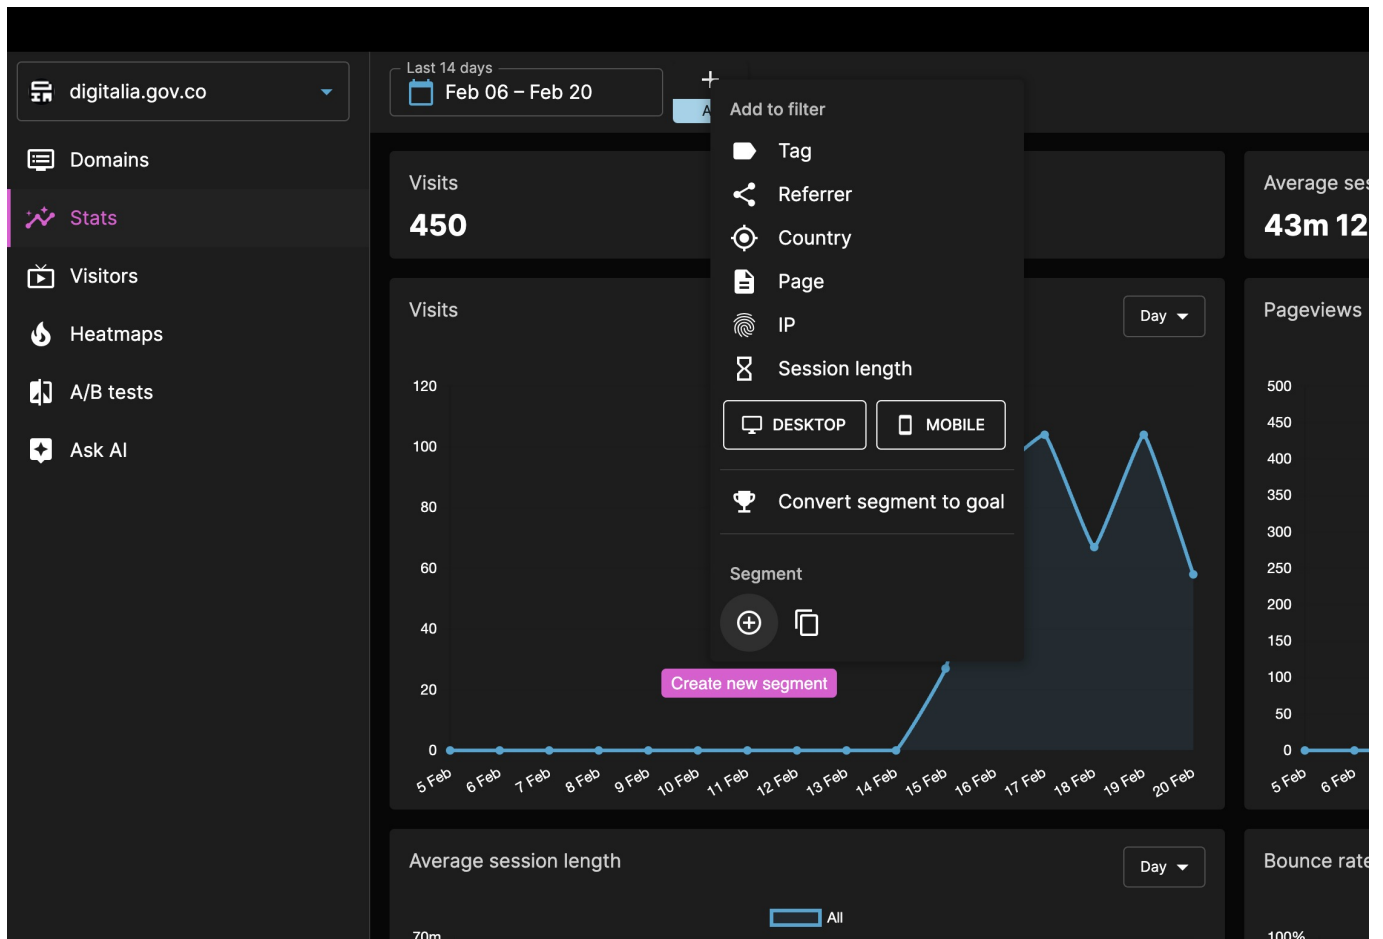 digitalia.gov.co
Domains
Stats
Visitors
Heatmaps
A/B tests
Ask AI
Last 14 days
Feb 06 – Feb 20
Add to filter
Tag
Referrer
Country
Page
IP
Session length
DESKTOP
MOBILE
Convert segment to goal
Segment
Create new segment
Visits
450
Average
43m 12
Visits
Day
120
100
80
60
40
20
0
5 Feb 6 Feb 7 Feb 8 Feb 9 Feb 10 Feb 11 Feb 12 Feb 13 Feb 14 Feb 15 Feb 16 Feb 17 Feb 18 Feb 19 Feb 20 Feb
Pageviews
500
450
400
350
300
250
200
150
100
50
0
5 Feb 6 Feb
Average session length
Day
All
70m
Bounce rate
100%